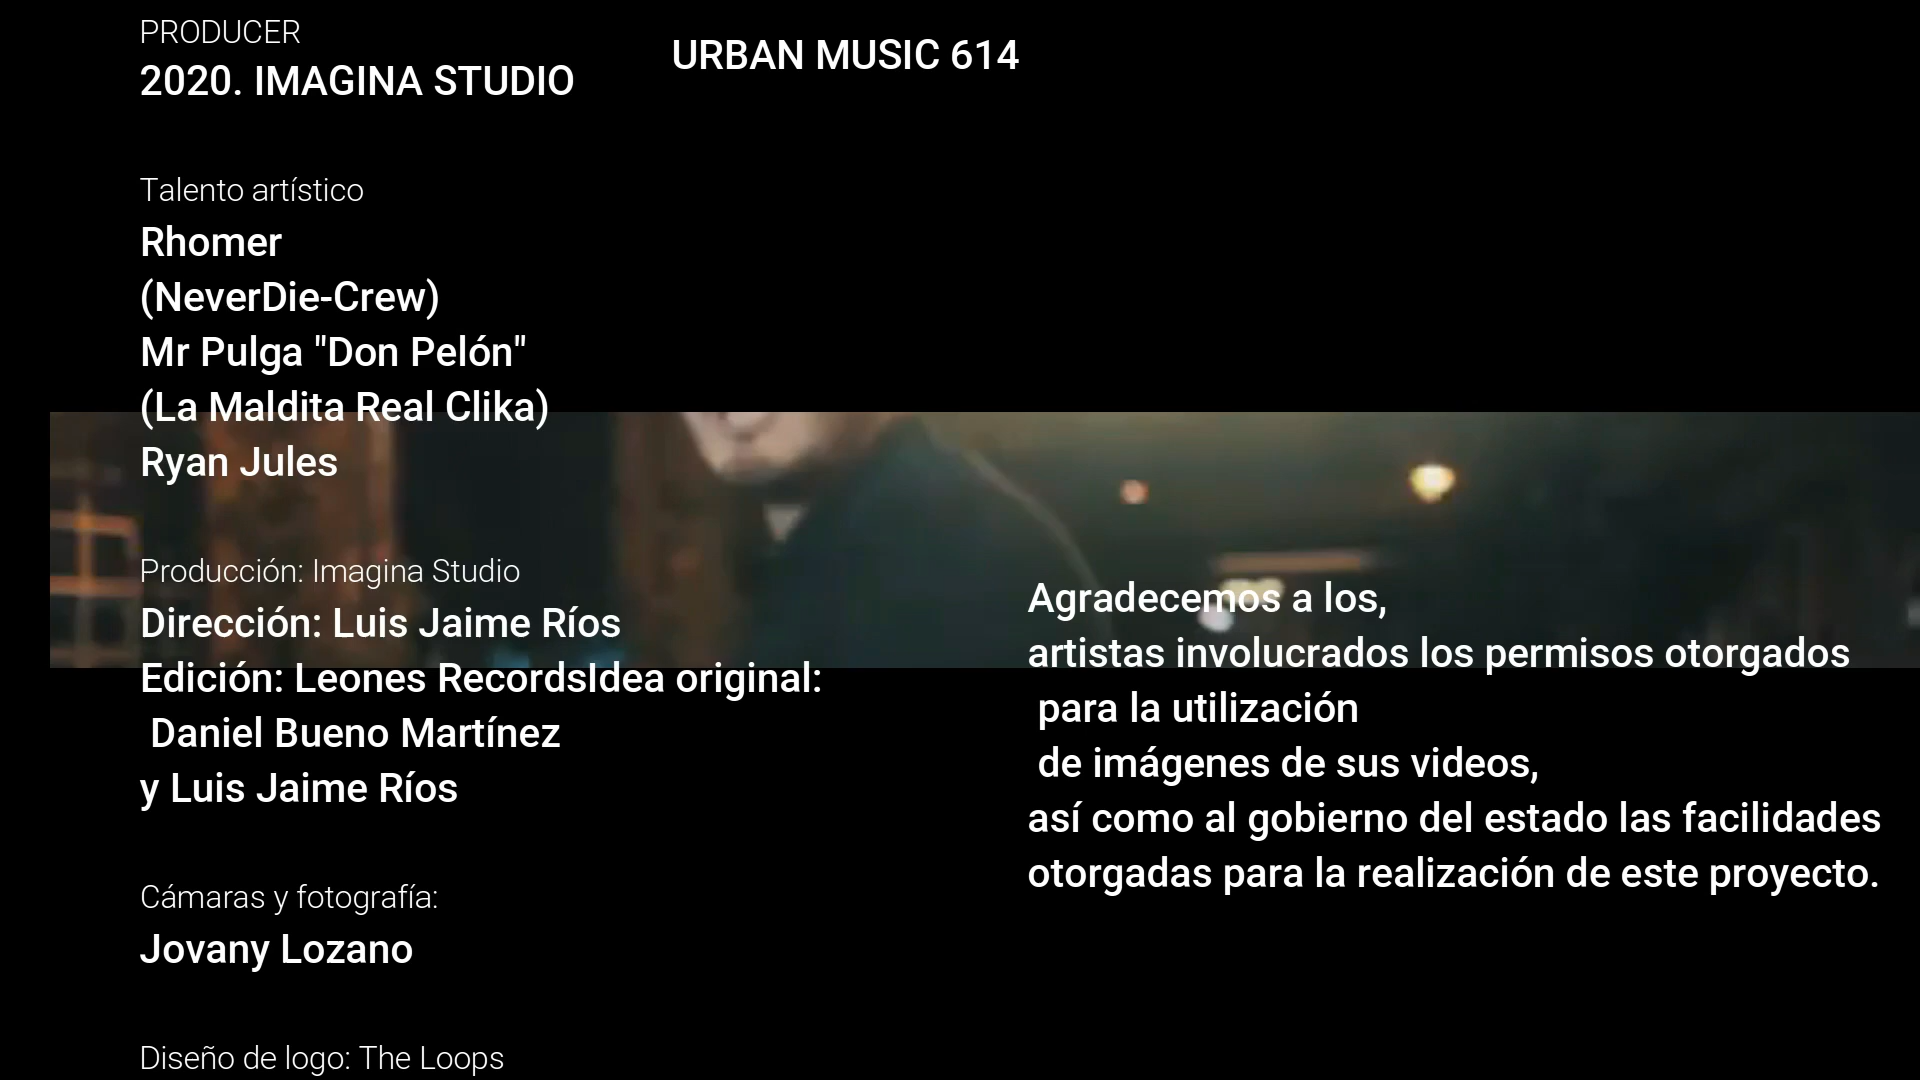 PRODUCER
2020. IMAGINA STUDIO
URBAN MUSIC 614
Talento artístico
Rhomer
(NeverDie-Crew)
Mr Pulga "Don Pelón"
(La Maldita Real Clika)
Ryan Jules
Producción: Imagina Studio
Dirección: Luis Jaime Ríos
Edición: Leones RecordsIdea original:
Daniel Bueno Martínez
y Luis Jaime Ríos
Cámaras y fotografía:
Jovany Lozano
Diseño de logo: The Loops
Agradecemos a los,
artistas involucrados los permisos otorgados
para la utilización
de imágenes de sus videos,
así como al gobierno del estado las facilidades
otorgadas para la realización de este proyecto.